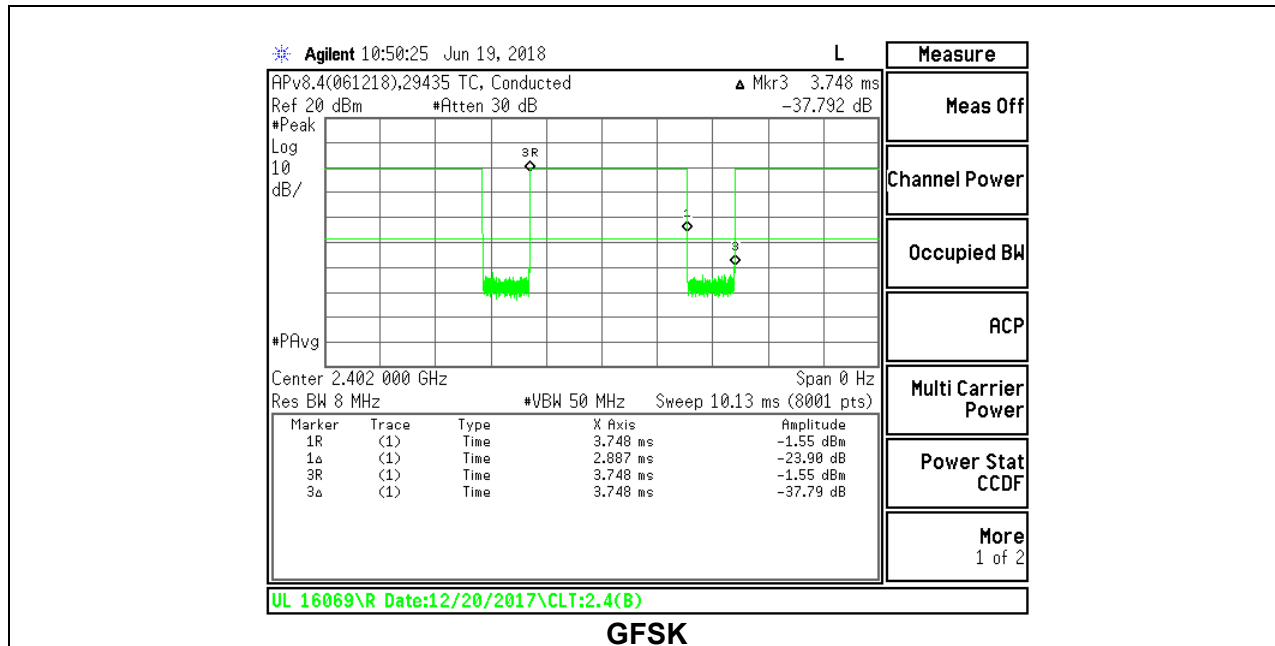 Agilent 10:50:25 Jun 19, 2018 L
Measure
APv8.4(061218),29435 TC, Conducted Δ Mkr3 3.748 ms
Ref 20 dBm #Atten 30 dB -37.792 dB
#Peak
Log
10
dB/
3R
1
3
#PAvg
Center 2.402 000 GHz Span 0 Hz
Res BW 8 MHz #VBW 50 MHz Sweep 10.13 ms (8001 pts)
Marker Trace Type X Axis Amplitude
1R (1) Time 3.748 ms -1.55 dBm
1Δ (1) Time 2.887 ms -23.90 dB
3R (1) Time 3.748 ms -1.55 dBm
3Δ (1) Time 3.748 ms -37.79 dB
Meas Off
Channel Power
Occupied BW
ACP
Multi Carrier
Power
Power Stat
CCDF
More
1 of 2
UL 16069\R Date:12/20/2017\CLT:2.4(B)
GFSK